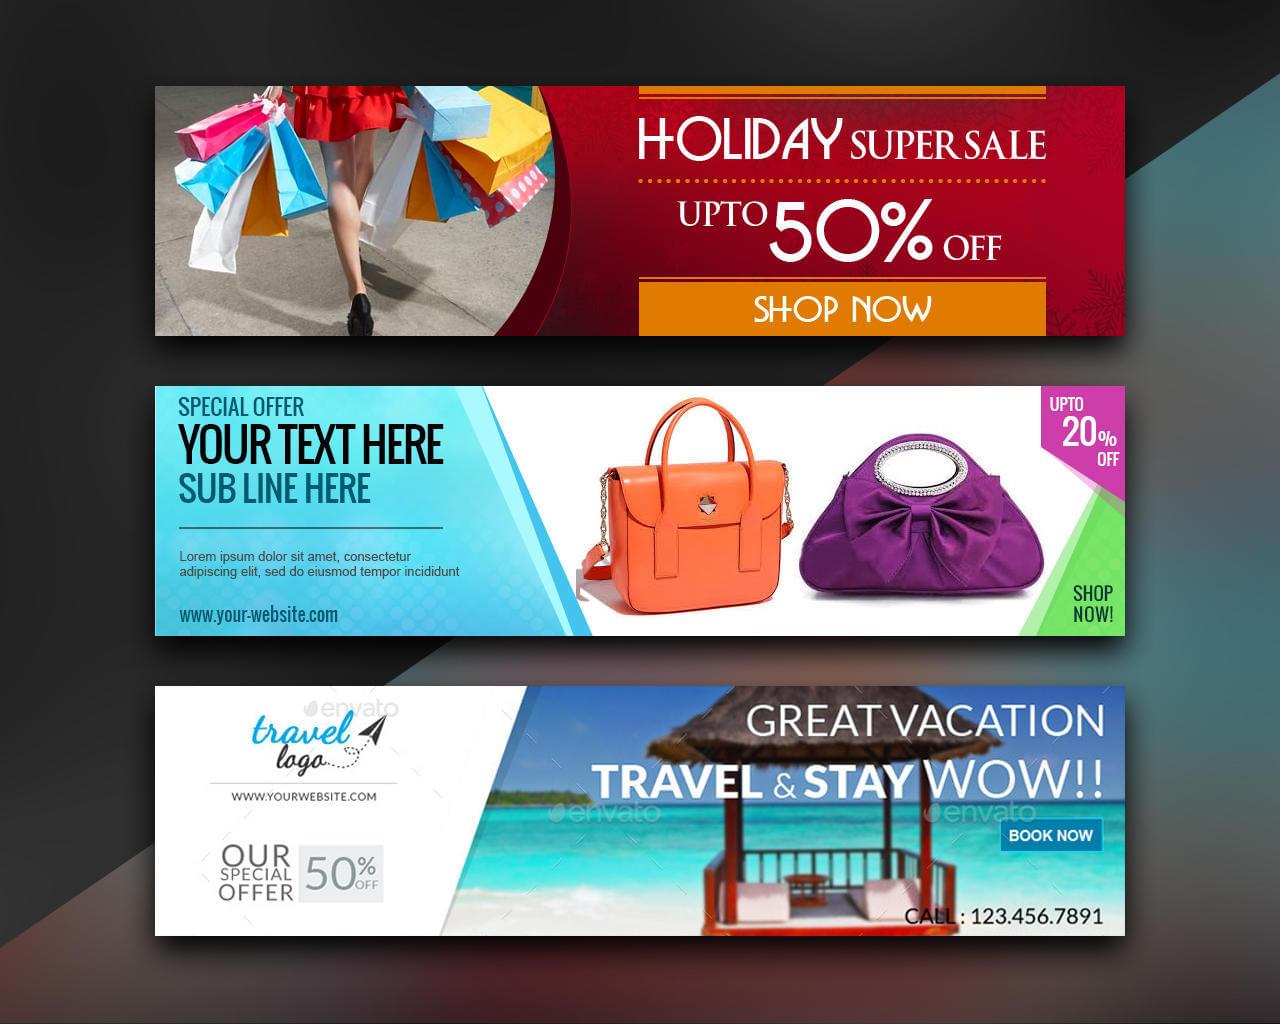 HOLIDAY SUPER SALE
UPTO 50% OFF
SHOP NOW
SPECIAL OFFER
YOUR TEXT HERE
SUB LINE HERE
Lorem ipsum dolor sit amet, consectetur
adipiscing elit, sed do eiusmod tempor incididunt
www.your-website.com
UPTO
20%
OFF
SHOP
NOW!
envato
travel
logo
WWW.YOURWEBSITE.COM
OUR
SPECIAL
OFFER
50%
OFF
GREAT VACATION
TRAVEL & STAY WOW!!
envato
envato
BOOK NOW
CALL : 123.456.7891